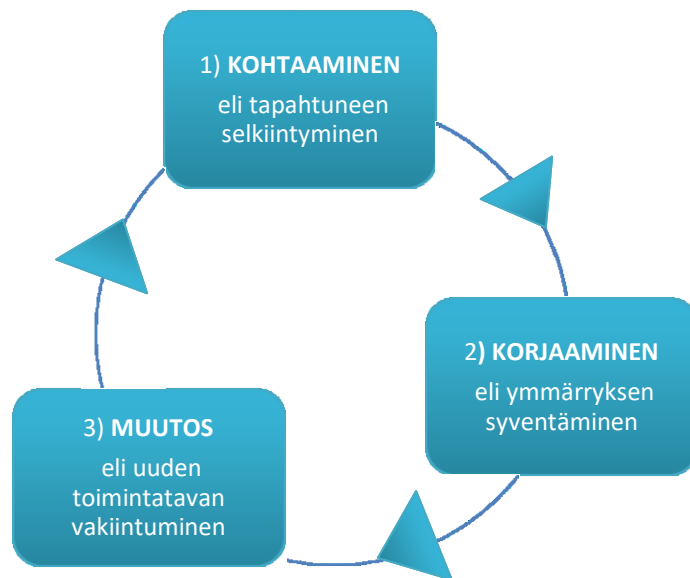 1) KOHTAAMINEN
eli tapahtuneen
selkiintyminen
2) KORJAAMINEN
eli ymmärryksen
syventäminen
3) MUUTOS
eli uuden
toimintatavan
vakiintuminen